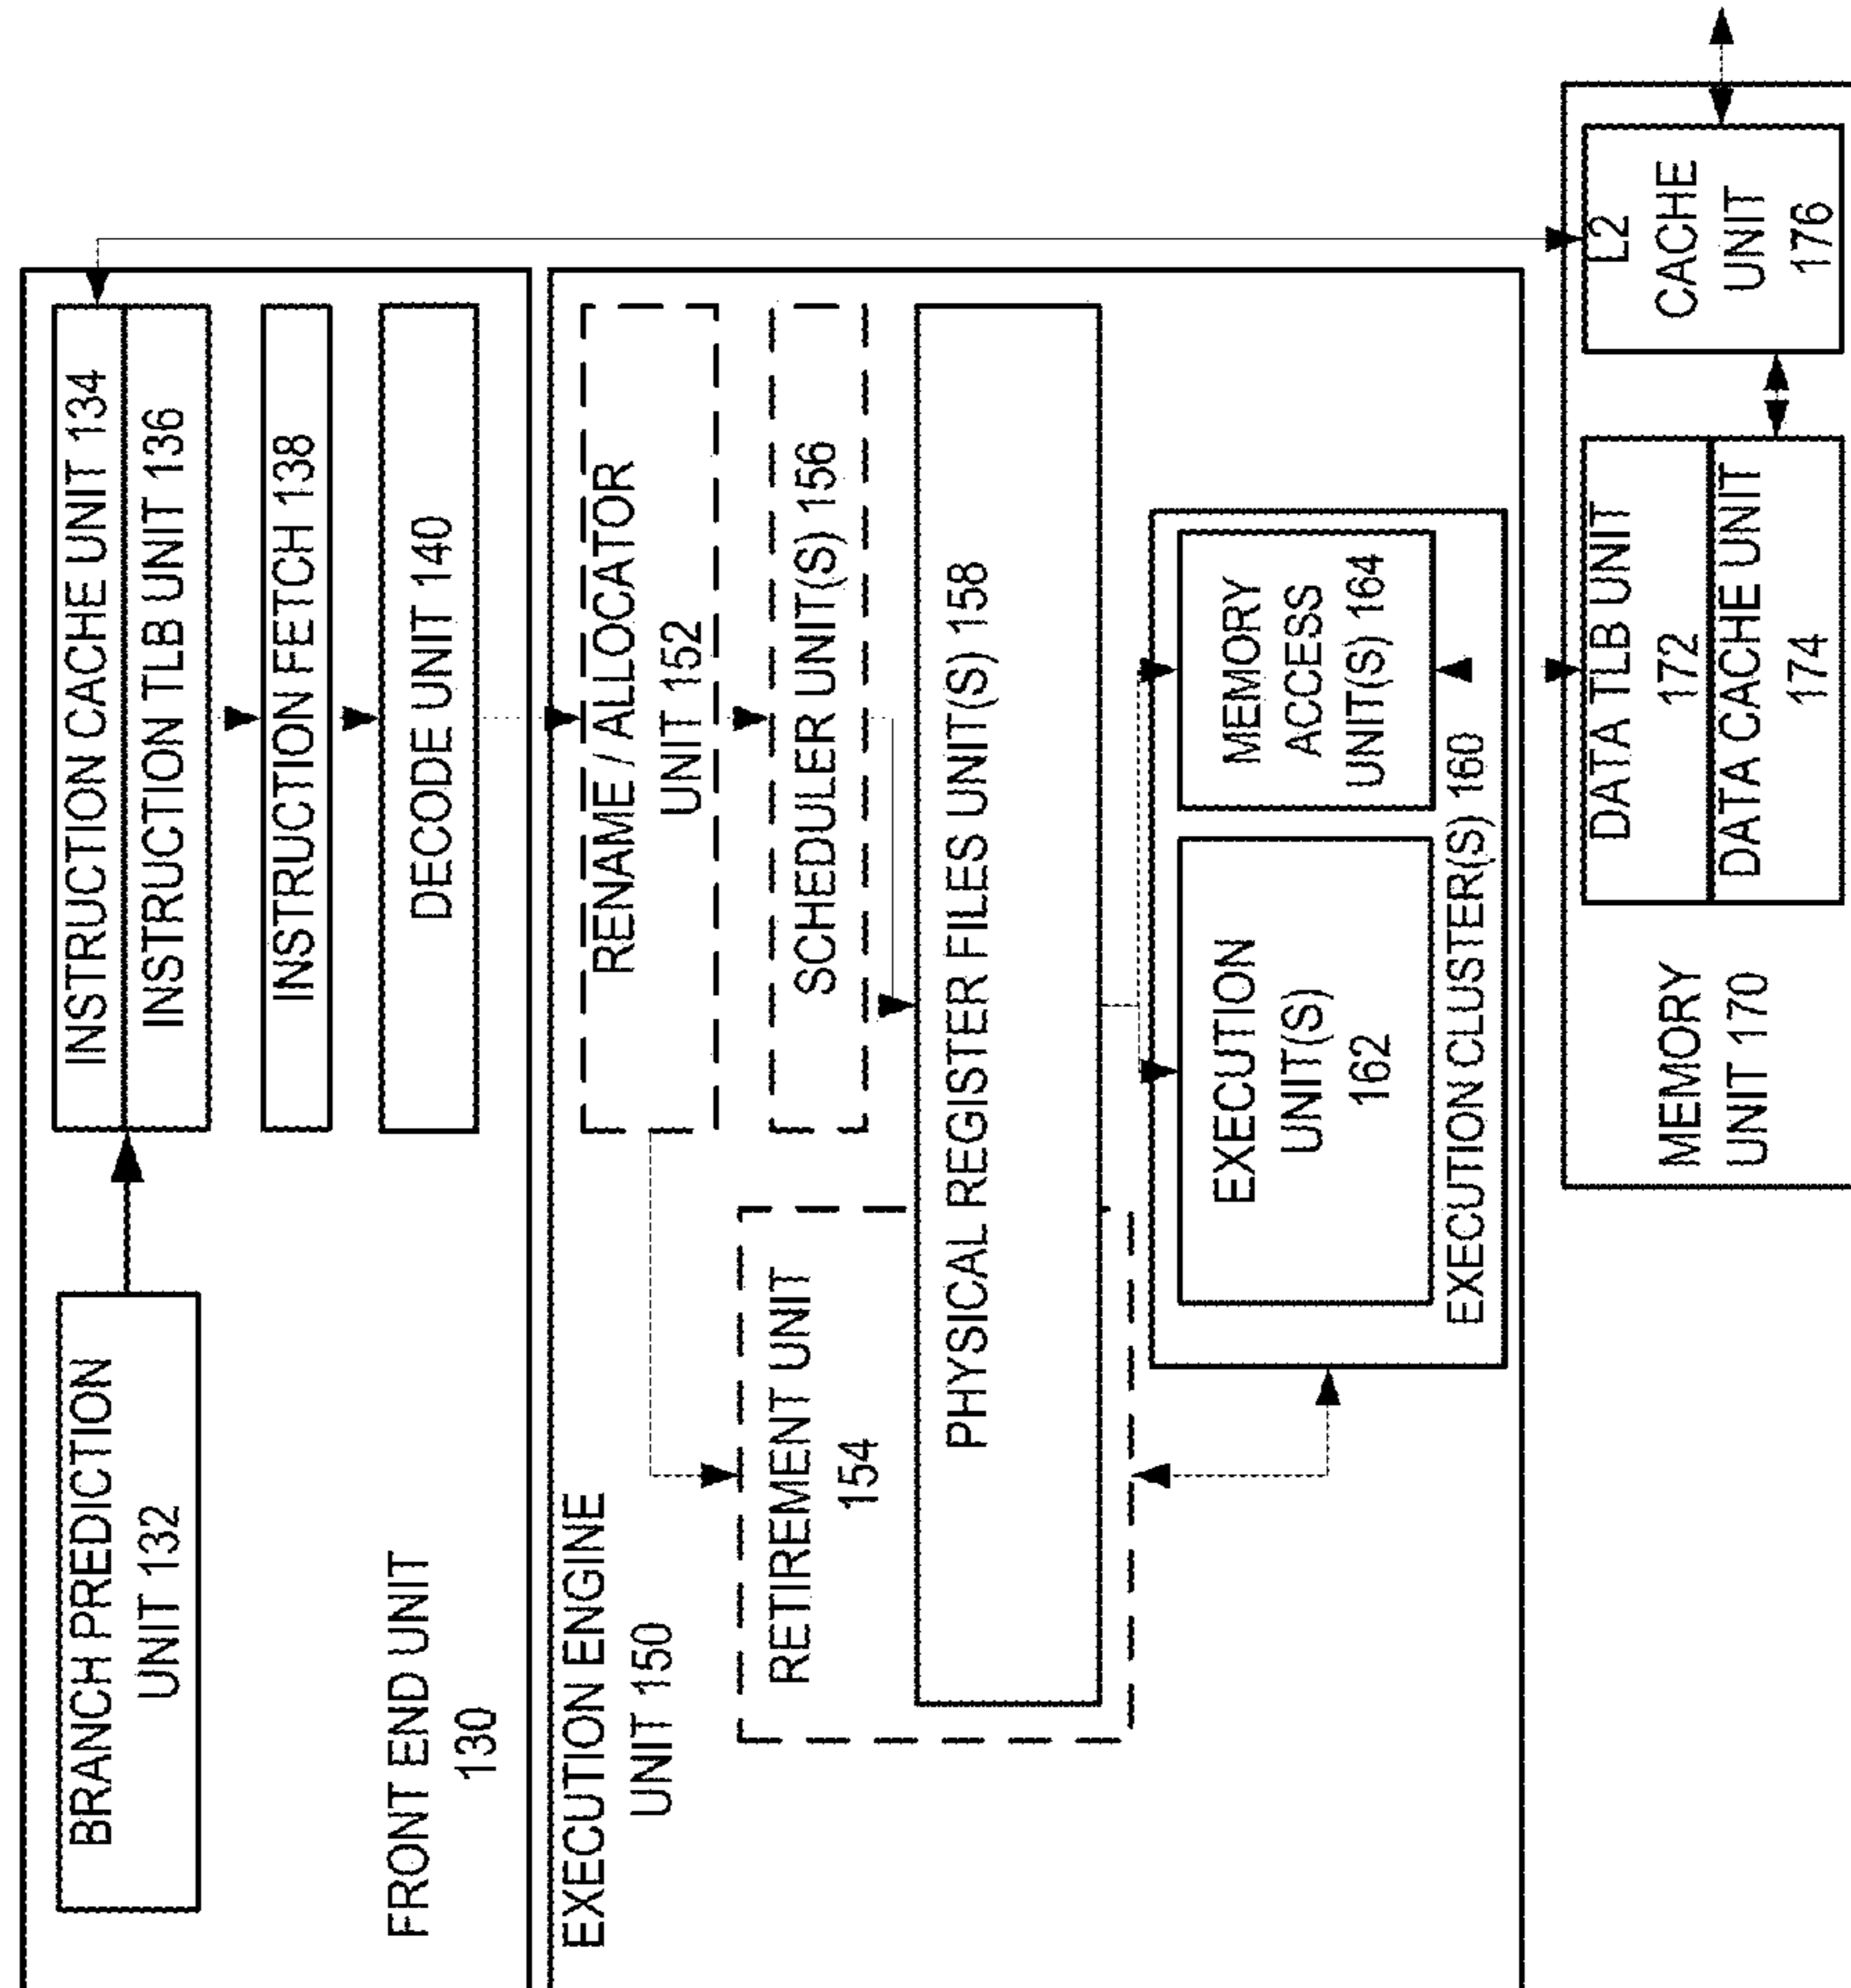 BRANCH PREDICTION
UNIT 132
INSTRUCTION CACHE UNIT 134
INSTRUCTION TLB UNIT 136
INSTRUCTION FETCH 138
DECODE UNIT 140
FRONT END UNIT
130
EXECUTION ENGINE
UNIT 150
RENAME / ALLOCATOR
UNIT 152
RETIREMENT UNIT
154
SCHEDULER UNIT(S) 156
PHYSICAL REGISTER FILES UNIT(S) 158
EXECUTION
UNIT(S)
162
MEMORY
ACCESS
UNIT(S) 164
EXECUTION CLUSTER(S) 160
MEMORY
UNIT 170
DATA TLB UNIT
172
DATA CACHE UNIT
174
L2
CACHE
UNIT
176